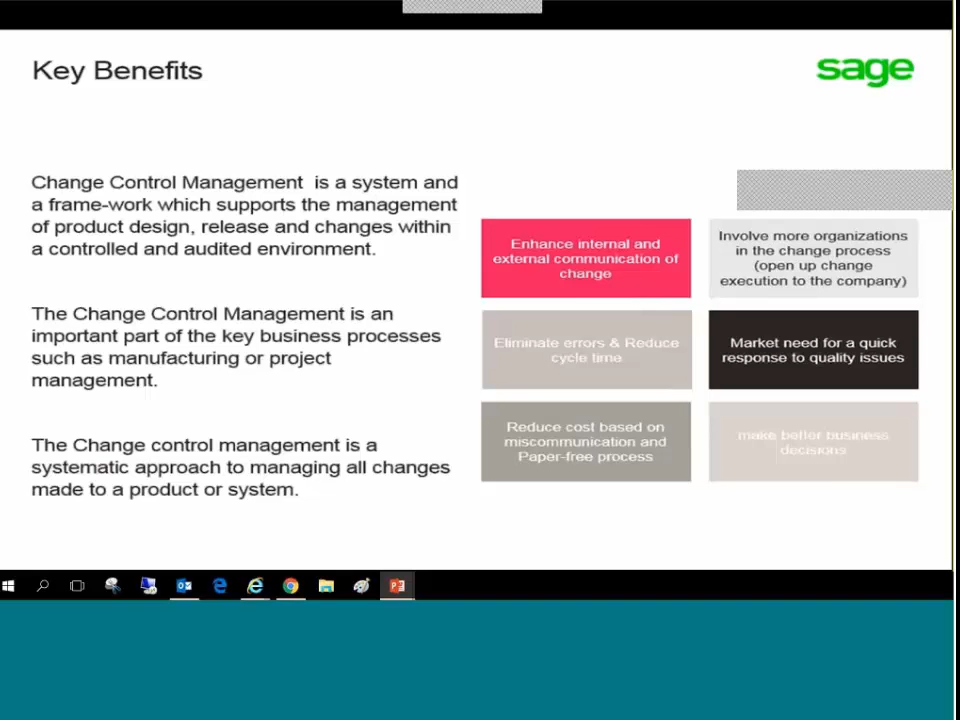 Key Benefits
sage
Change Control Management is a system and
a frame-work which supports the management
of product design, release and changes within
a controlled and audited environment.
The Change Control Management is an
important part of the key business processes
such as manufacturing or project
management.
The Change control management is a
systematic approach to managing all changes
made to a product or system.
Enhance internal and
external communication of
change
Involve more organizations
in the change process
(open up change
execution to the company)
Eliminate errors & Reduce
cycle time
Market need for a quick
response to quality issues
Reduce cost based on
miscommunication and
Paper-free process
make better business
decisions